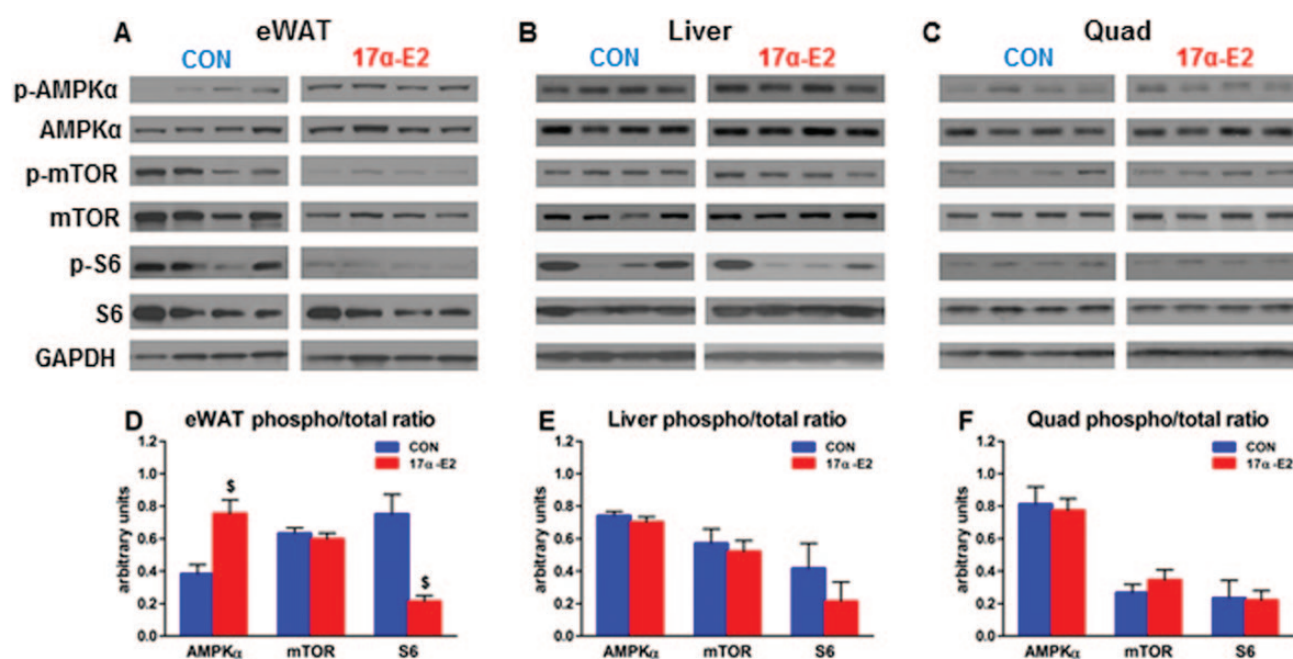 A eWAT B Liver C Quad
CON 17α-E2 CON 17α-E2 CON 17α-E2
p-AMPKα
AMPKα
p-mTOR
mTOR
p-S6
S6
GAPDH
D eWAT phospho/total ratio
1.2
1.0
0.8
0.6
0.4
0.2
0.0
arbitrary units
CON
17α-E2
$
$
AMPKα mTOR S6
E Liver phospho/total ratio
1.2
1.0
0.8
0.6
0.4
0.2
0.0
arbitrary units
CON
17α-E2
AMPKα mTOR S6
F Quad phospho/total ratio
1.2
1.0
0.8
0.6
0.4
0.2
0.0
arbitrary units
CON
17α-E2
AMPKα mTOR S6